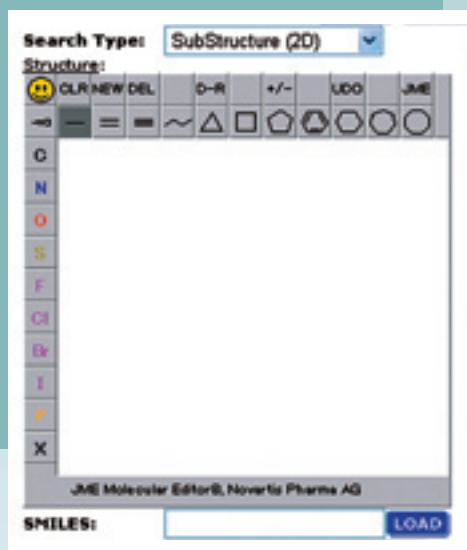 Search Type: SubStructure (2D)
Structure:
CLR NEW DEL D-R +/- UDO JME
C
N
O
S
F
Cl
Br
I
P
X
JME Molecular Editor©, Novartis Pharma AG
SMILES: LOAD